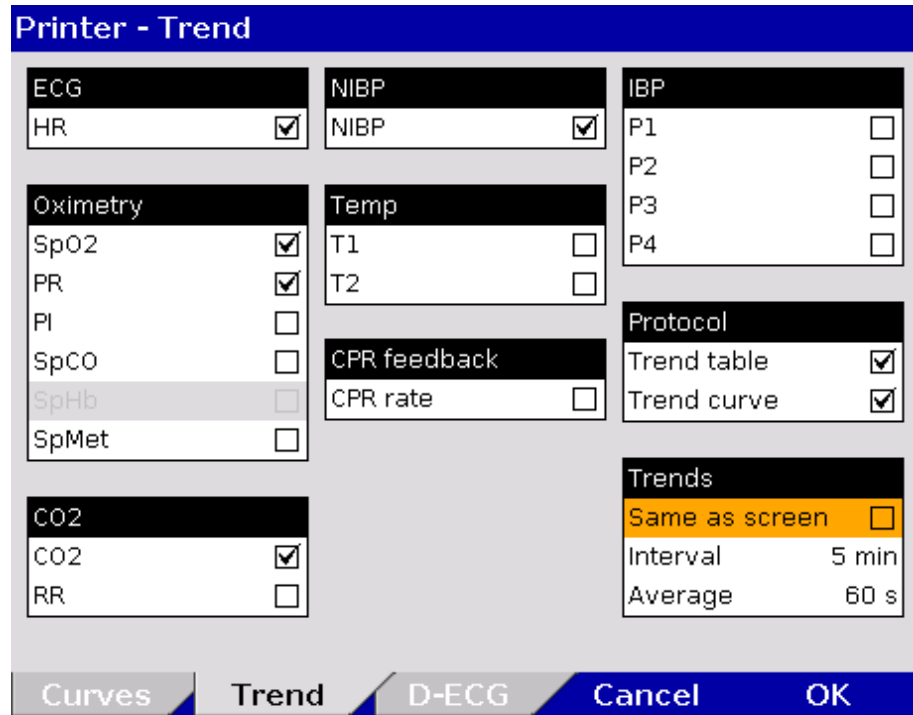 Printer - Trend
ECG
HR
Oximetry
SpO2
PR
PI
SpCO
SpHb
SpMet
CO2
CO2
RR
NIBP
NIBP
Temp
T1
T2
CPR feedback
CPR rate
IBP
P1
P2
P3
P4
Protocol
Trend table
Trend curve
Trends
Same as screen
Interval 5 min
Average 60 s
Curves Trend D-ECG Cancel OK